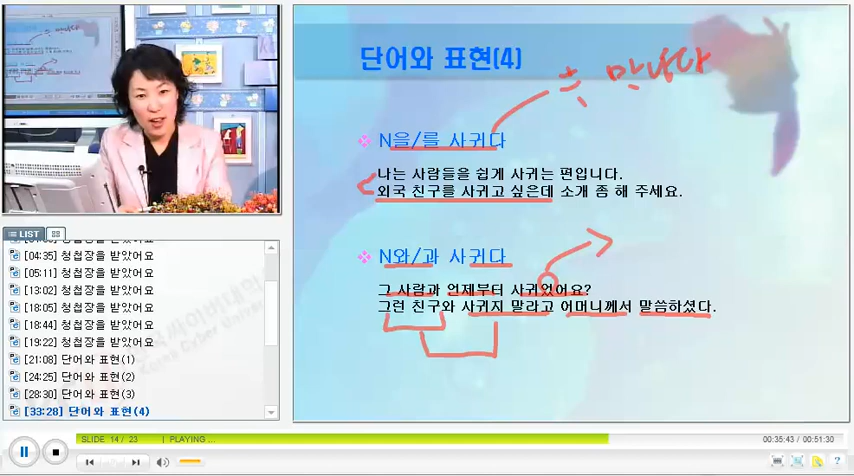 단어와 표현(4)
만나다
N을/를 사귀다
나는 사람들을 쉽게 사귀는 편입니다.
외국 친구를 사귀고 싶은데 소개 좀 해 주세요.
N와/과 사귀다
그 사람과 언제부터 사귀었어요?
그런 친구와 사귀지 말라고 어머니께서 말씀하셨다.
LIST
청첩장을 받았어요
[04:35] 청첩장을 받았어요
[05:11] 청첩장을 받았어요
[13:02] 청첩장을 받았어요
[18:05] 청첩장을 받았어요
[18:44] 청첩장을 받았어요
[19:22] 청첩장을 받았어요
[21:08] 단어와 표현(1)
[24:25] 단어와 표현(2)
[28:30] 단어와 표현(3)
[33:28] 단어와 표현(4)
SLIDE 14 / 23 | PLAYING ...
00:35:43 / 00:51:30